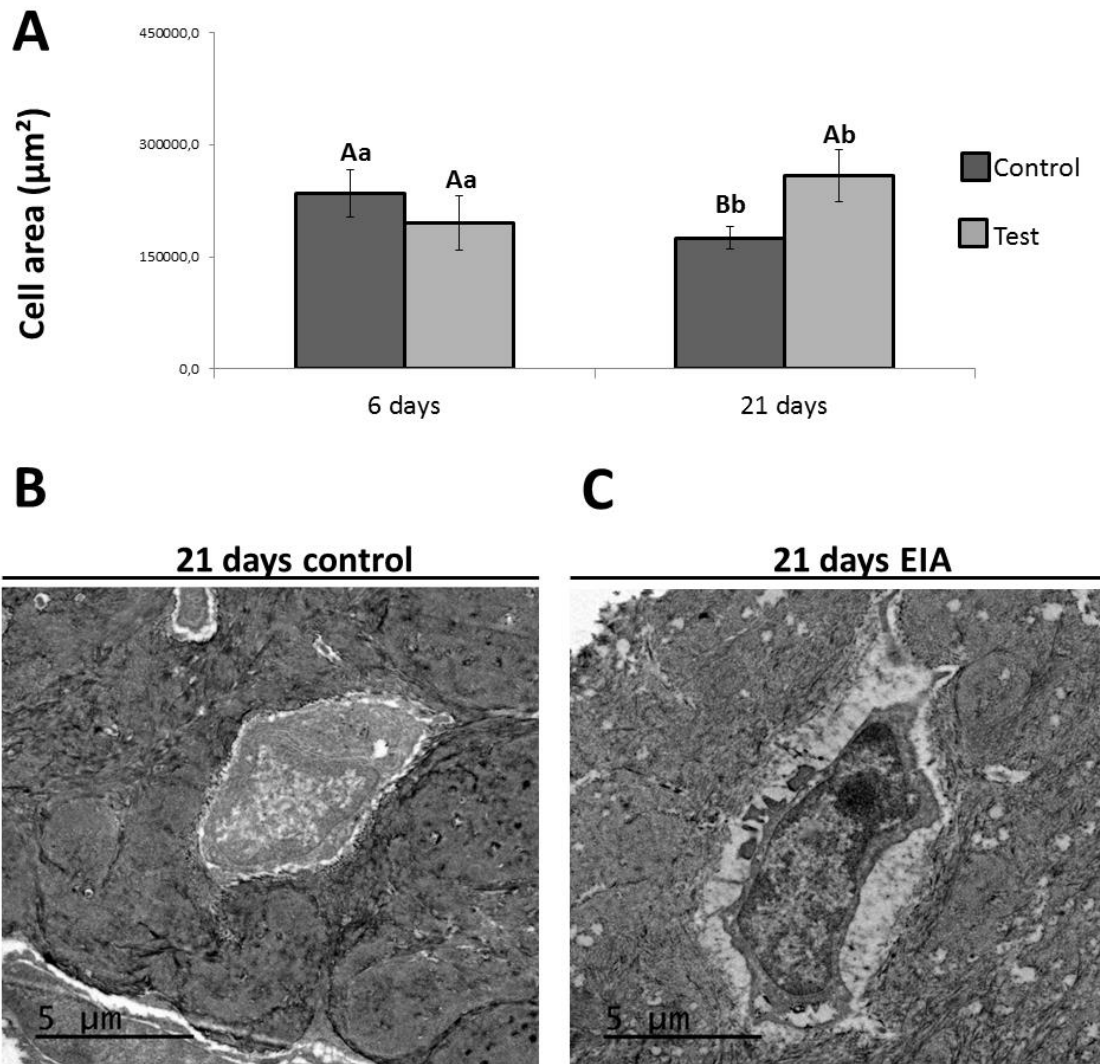 A
Cell area (µm²)
450000,0
300000,0
150000,0
0,0
Aa
Aa
Bb
Ab
Control
Test
6 days
21 days
B
21 days control
5 µm
C
21 days EIA
5 µm